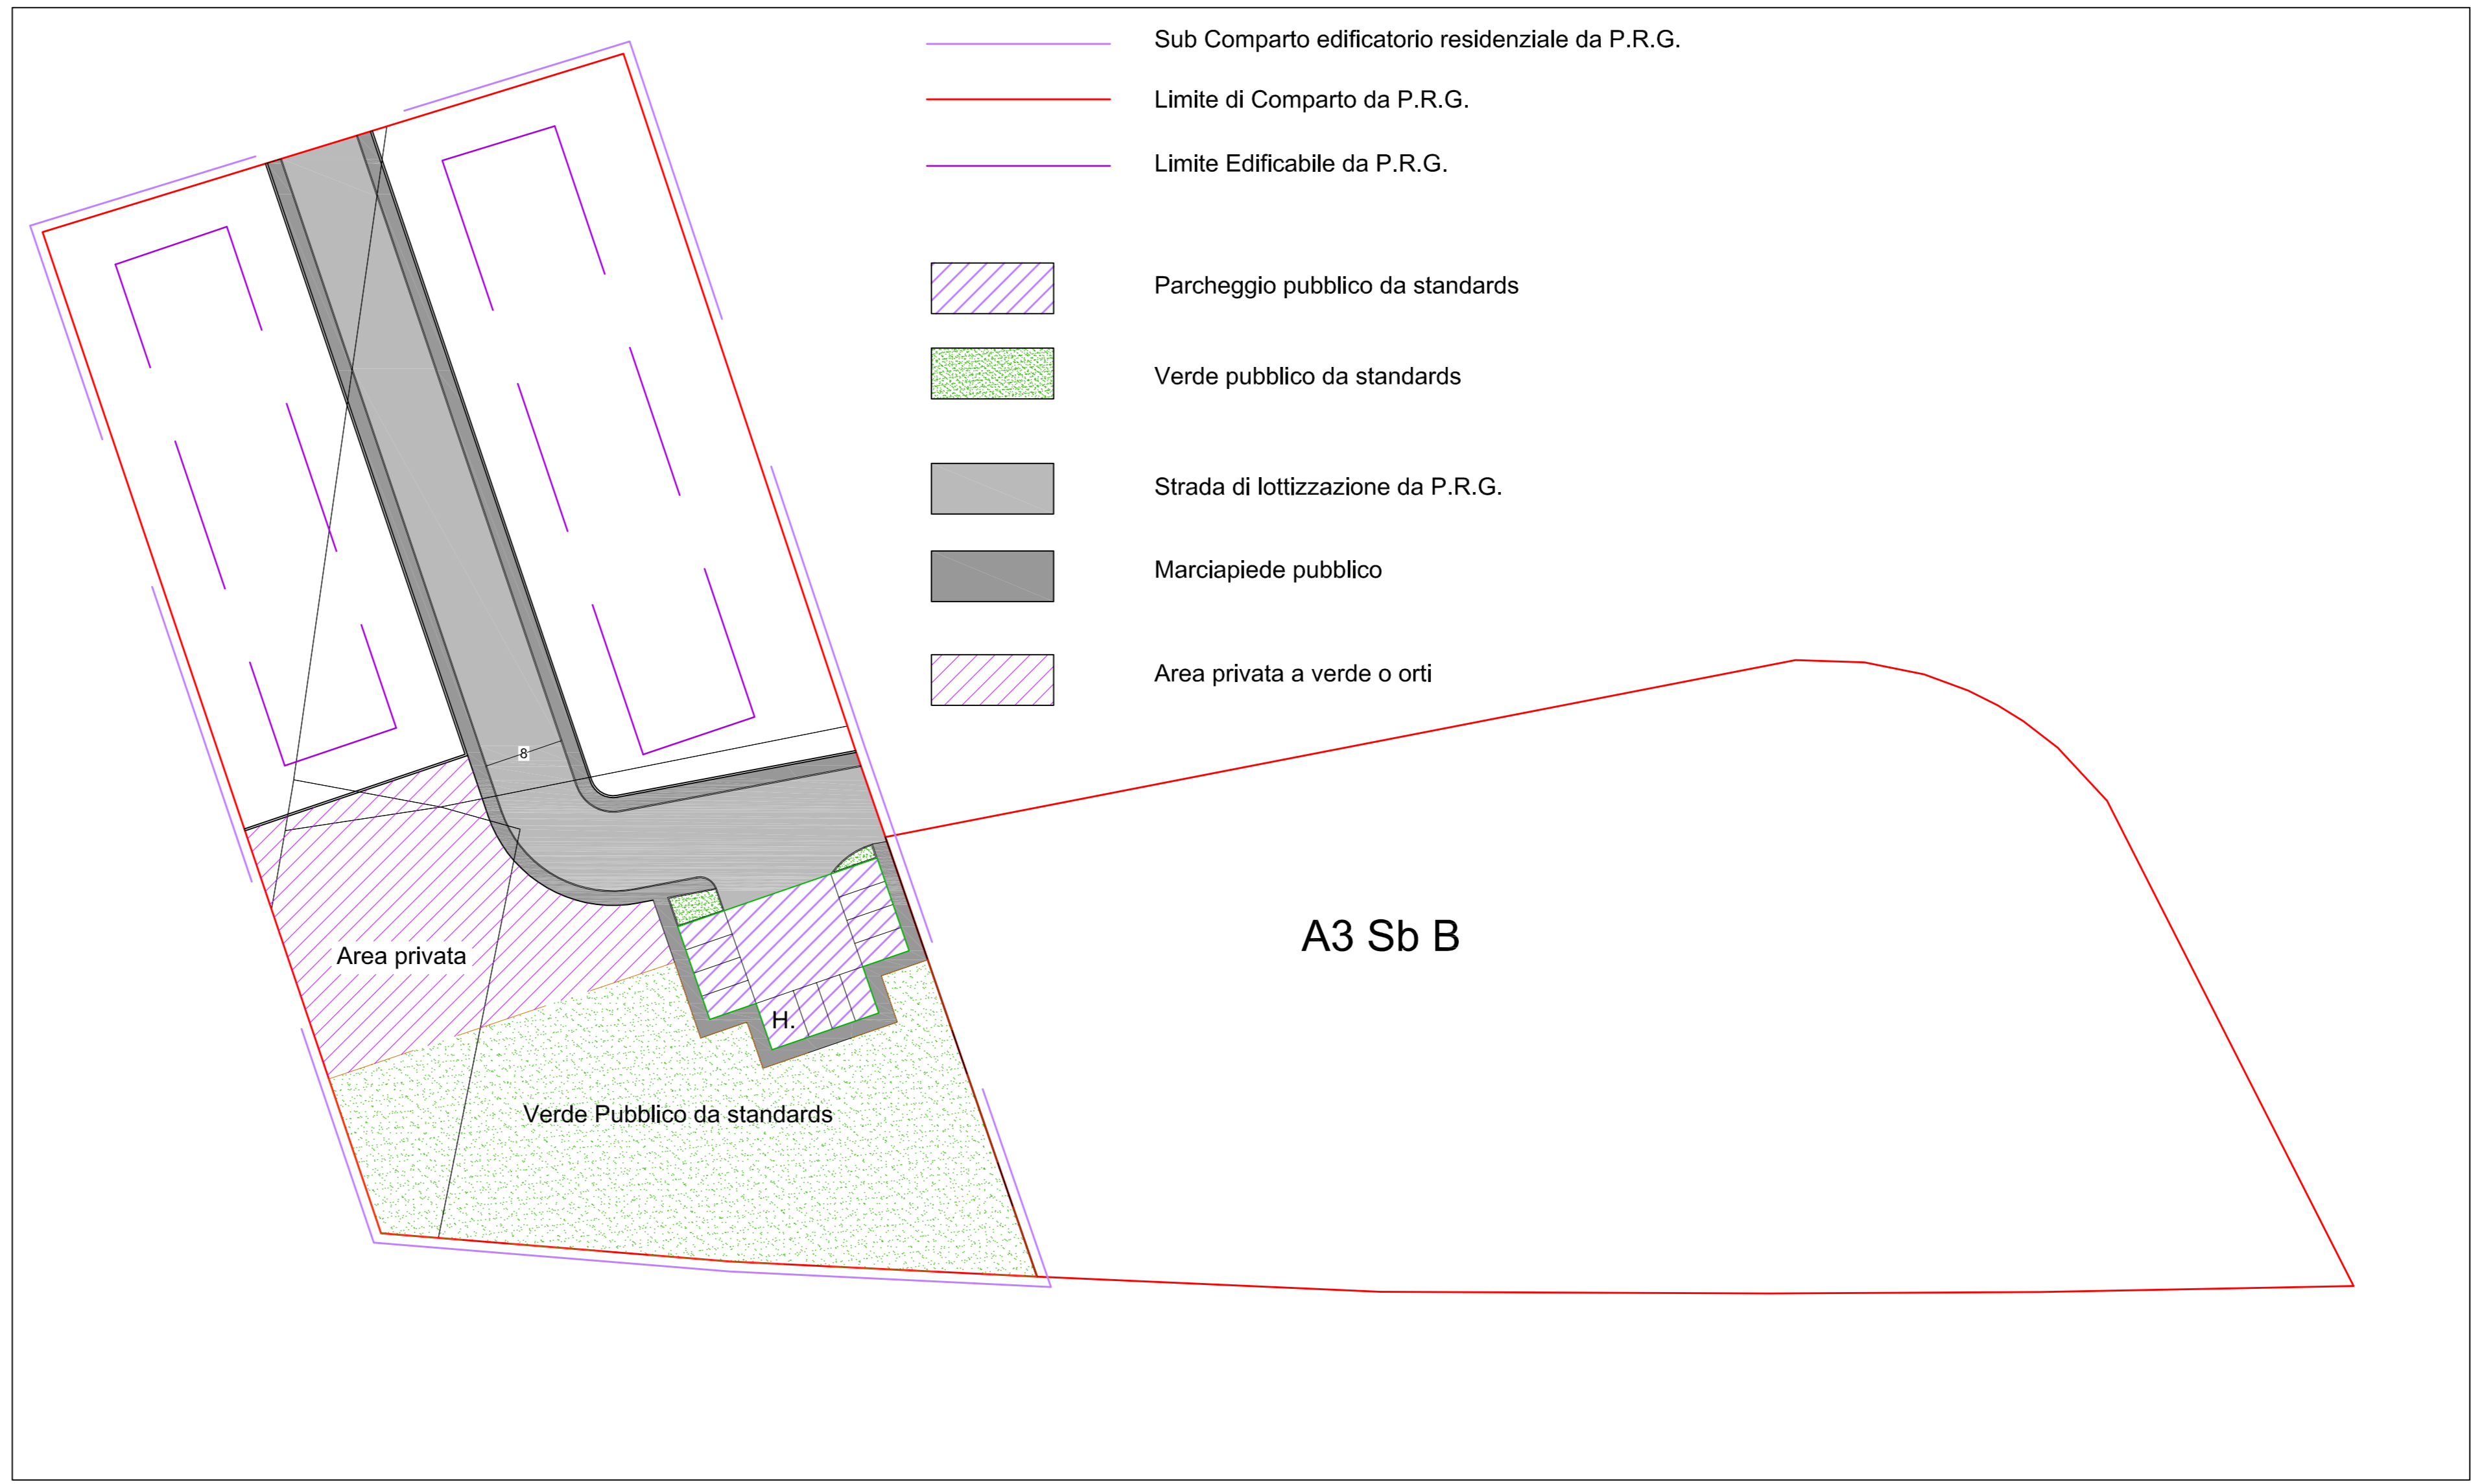 Sub Comparto edificatorio residenziale da P.R.G.
Limite di Comparto da P.R.G.
Limite Edificabile da P.R.G.
Parcheggio pubblico da standards
Verde pubblico da standards
Strada di lottizzazione da P.R.G.
Marciapiede pubblico
Area privata a verde o orti
8
A3 Sb B
Area privata
H.
Verde Pubblico da standards